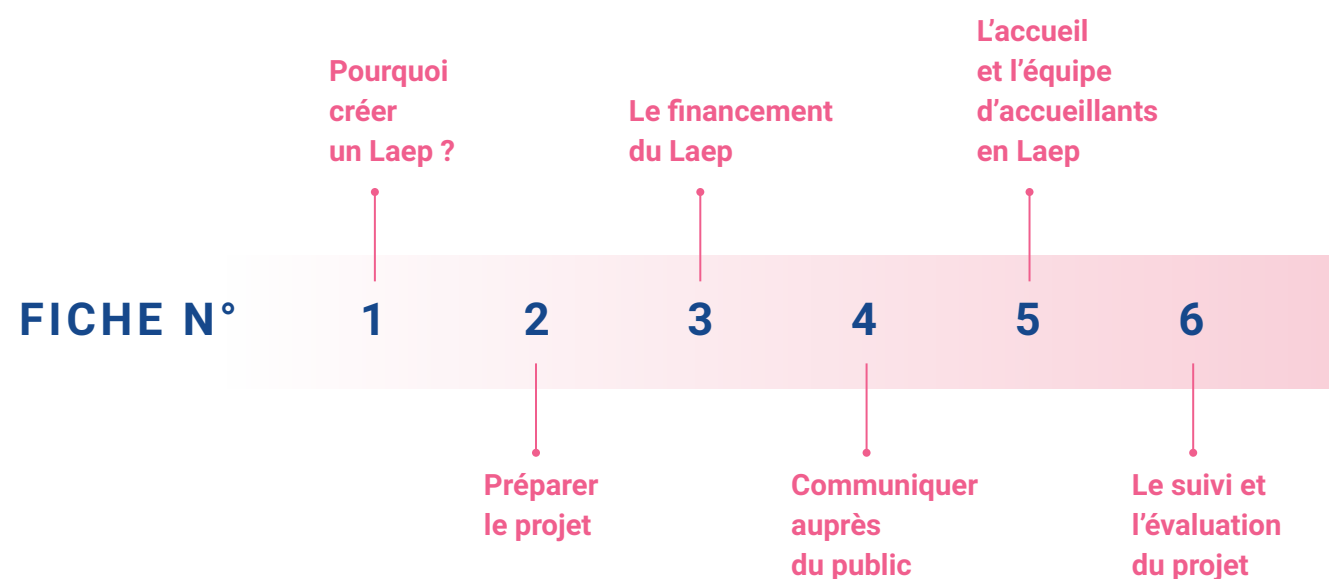 Pourquoi
créer
un Laep ?
Le financement
du Laep
L’accueil
et l’équipe
d’accueillants
en Laep
FICHE N° 1 2 3 4 5 6
Préparer
le projet
Communiquer
auprès
du public
Le suivi et
l’évaluation
du projet